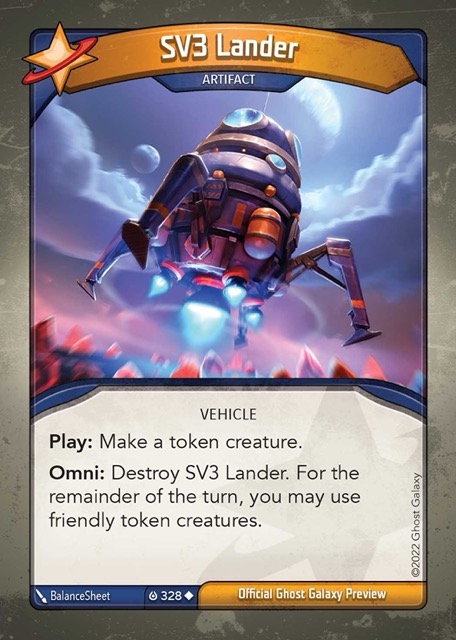 SV3 Lander
ARTIFACT
VEHICLE
Play: Make a token creature.
Omni: Destroy SV3 Lander. For the
remainder of the turn, you may use
friendly token creatures.
©2022 Ghost Galaxy
BalanceSheet
328
Official Ghost Galaxy Preview